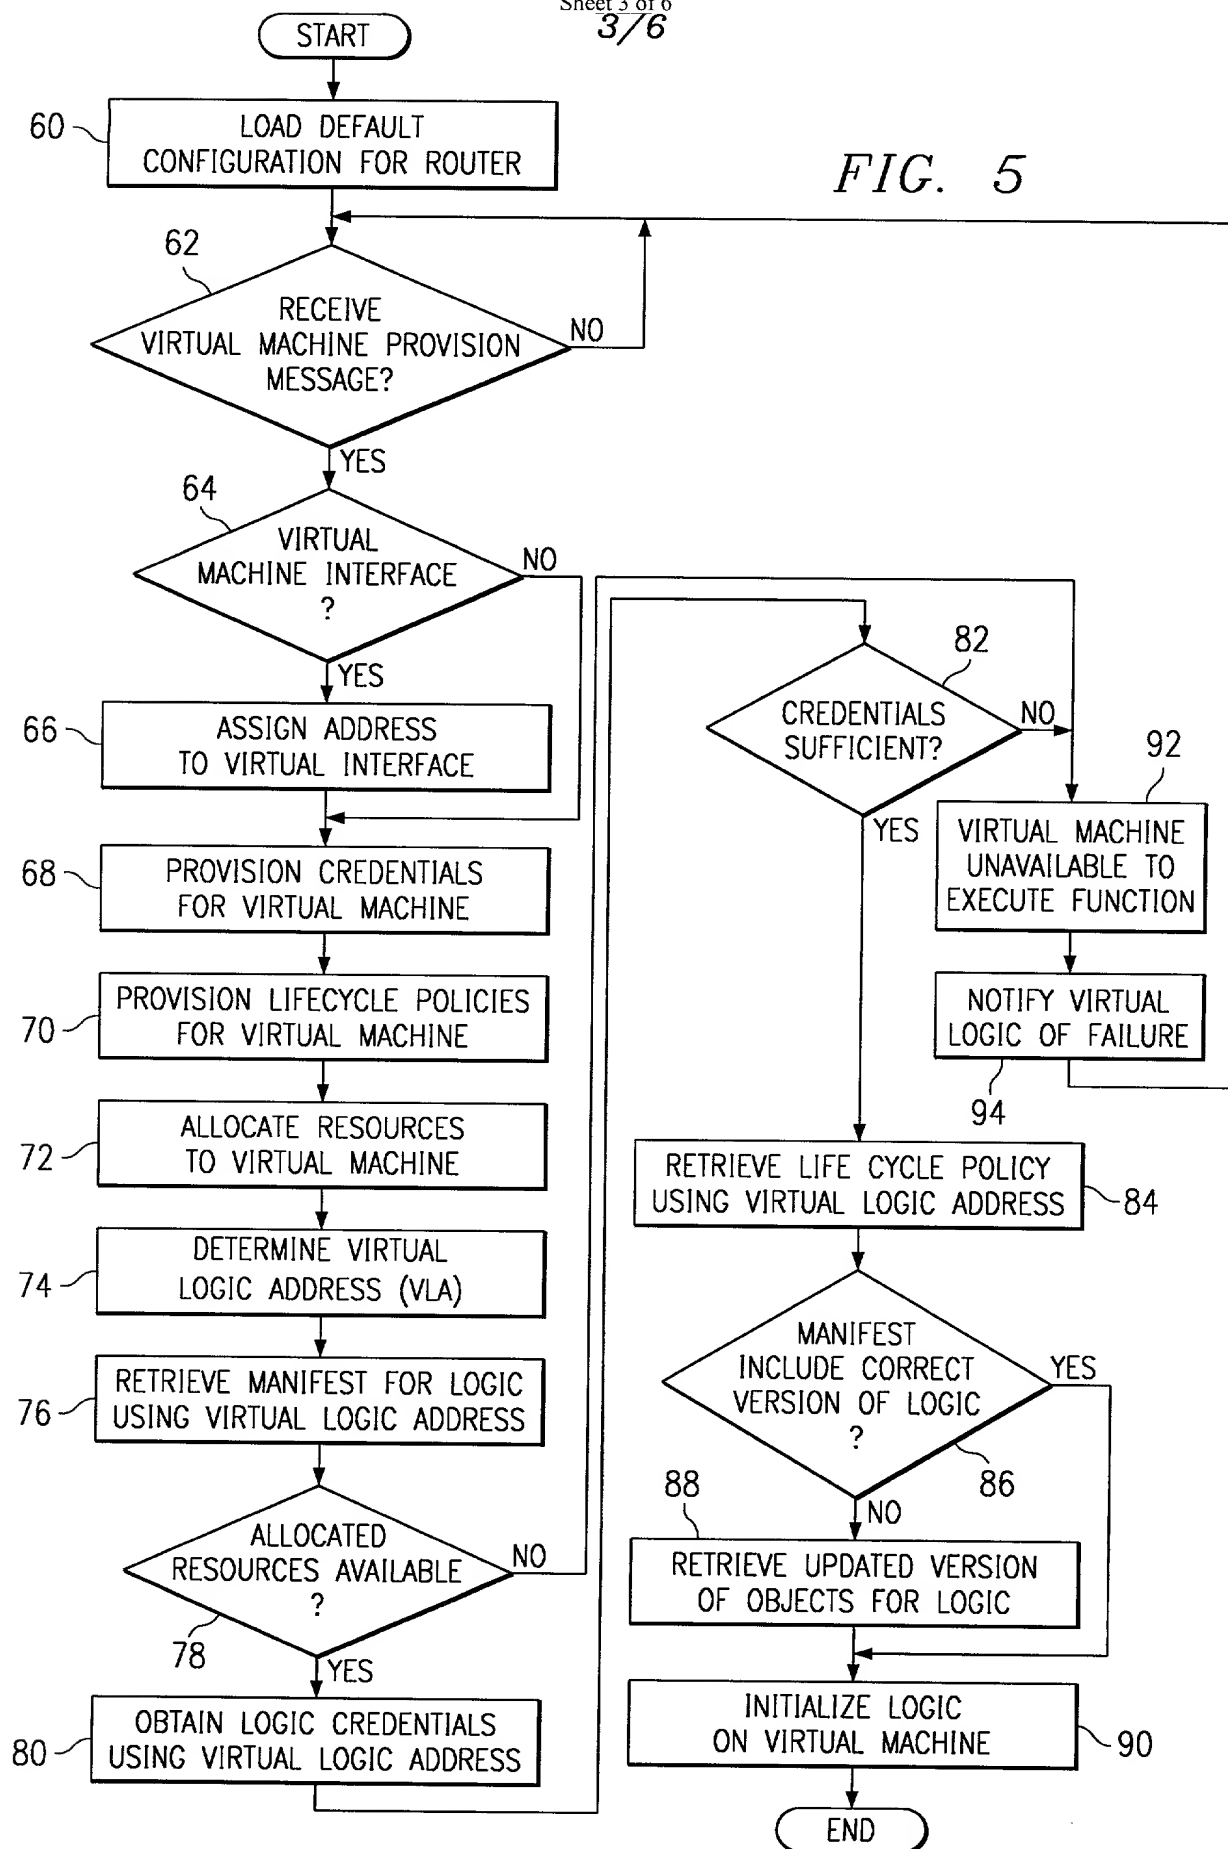 Sheet 3 of 6
3/6
START
60
LOAD DEFAULT
CONFIGURATION FOR ROUTER
FIG. 5
62
RECEIVE
VIRTUAL MACHINE PROVISION
MESSAGE?
NO
YES
64
VIRTUAL
MACHINE INTERFACE
?
NO
YES
66
ASSIGN ADDRESS
TO VIRTUAL INTERFACE
68
PROVISION CREDENTIALS
FOR VIRTUAL MACHINE
70
PROVISION LIFECYCLE POLICIES
FOR VIRTUAL MACHINE
72
ALLOCATE RESOURCES
TO VIRTUAL MACHINE
74
DETERMINE VIRTUAL
LOGIC ADDRESS (VLA)
76
RETRIEVE MANIFEST FOR LOGIC
USING VIRTUAL LOGIC ADDRESS
ALLOCATED
RESOURCES AVAILABLE
?
NO
78
YES
80
OBTAIN LOGIC CREDENTIALS
USING VIRTUAL LOGIC ADDRESS
82
CREDENTIALS
SUFFICIENT?
NO
YES
92
VIRTUAL MACHINE
UNAVAILABLE TO
EXECUTE FUNCTION
NOTIFY VIRTUAL
LOGIC OF FAILURE
94
RETRIEVE LIFE CYCLE POLICY
USING VIRTUAL LOGIC ADDRESS
84
MANIFEST
INCLUDE CORRECT
VERSION OF LOGIC
?
YES
86
NO
88
RETRIEVE UPDATED VERSION
OF OBJECTS FOR LOGIC
INITIALIZE LOGIC
ON VIRTUAL MACHINE
90
END